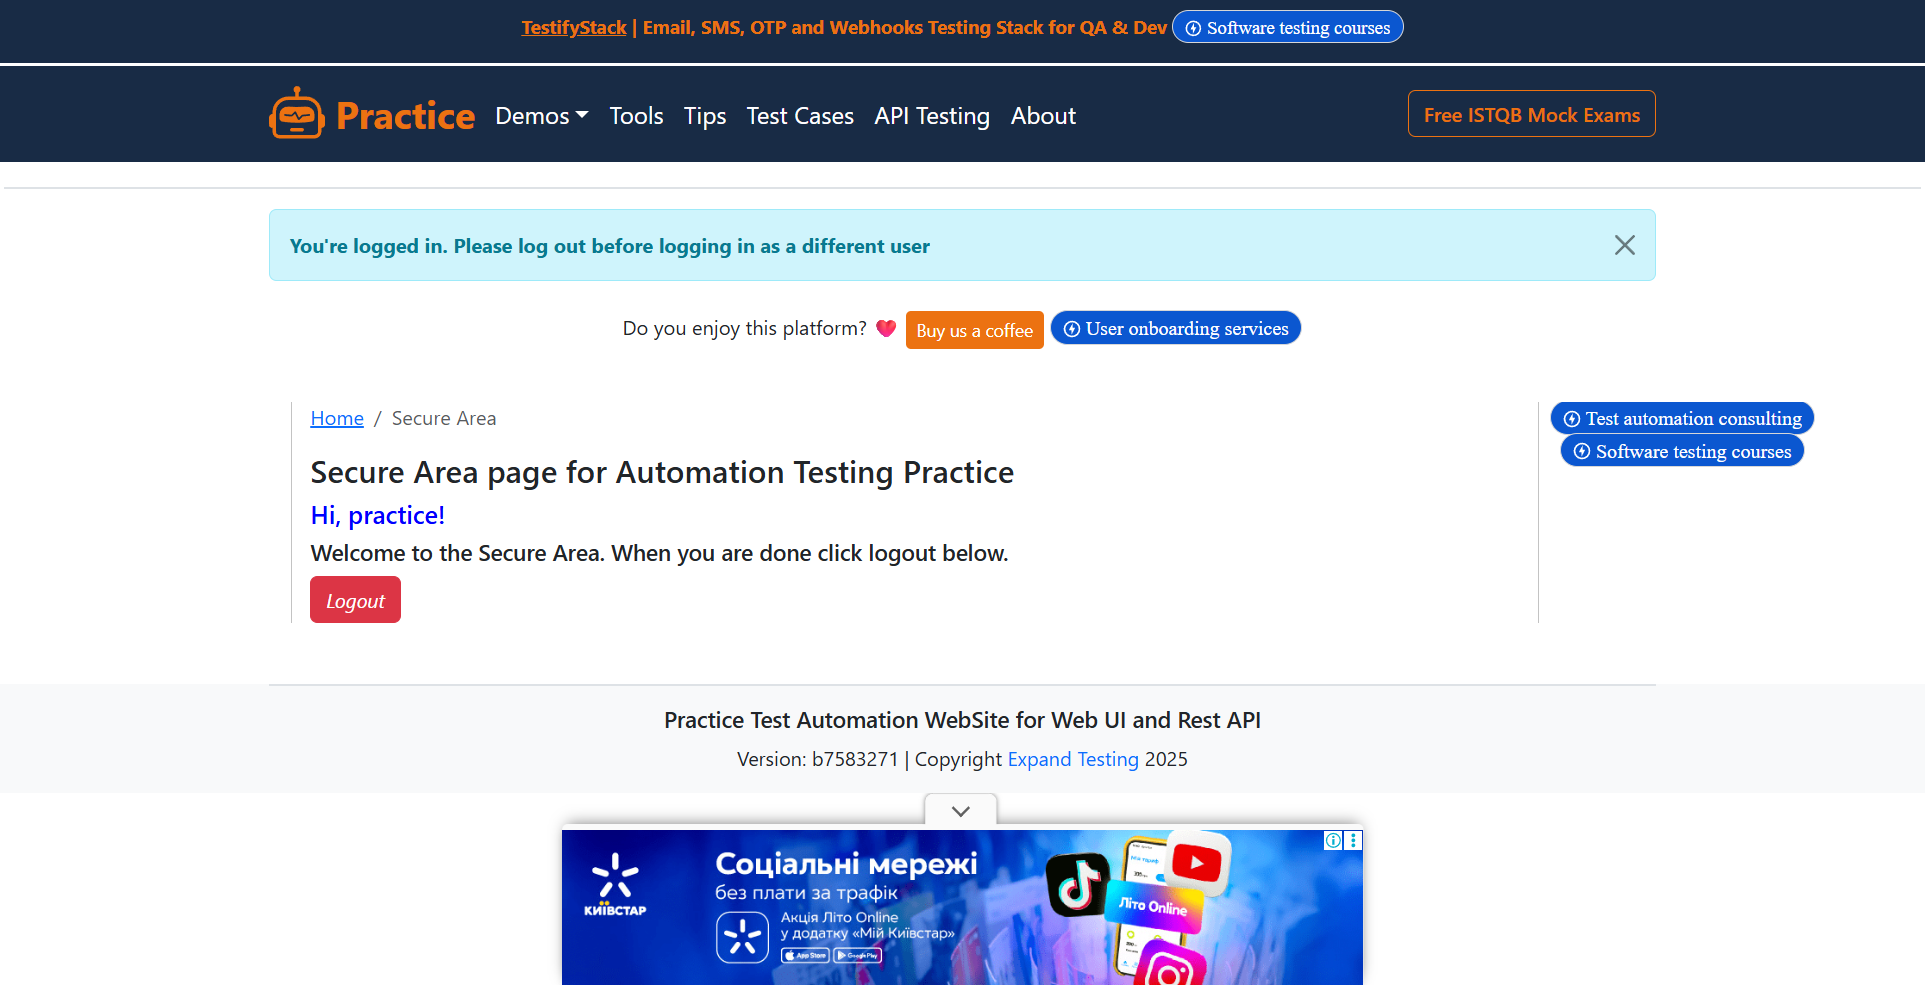 TestifyStack | Email, SMS, OTP and Webhooks Testing Stack for QA & Dev Software testing courses
Practice Demos Tools Tips Test Cases API Testing About Free ISTQB Mock Exams
You're logged in. Please log out before logging in as a different user
Do you enjoy this platform? Buy us a coffee User onboarding services
Home / Secure Area
Test automation consulting
Software testing courses
Secure Area page for Automation Testing Practice
Hi, practice!
Welcome to the Secure Area. When you are done click logout below.
Logout
Practice Test Automation WebSite for Web UI and Rest API
Version: b7583271 | Copyright Expand Testing 2025
КИЇВСТАР
Соціальні мережі
без плати за трафік
Акція Літо Online
у додатку «Мій Київстар»
App Store Google Play
Літо Online